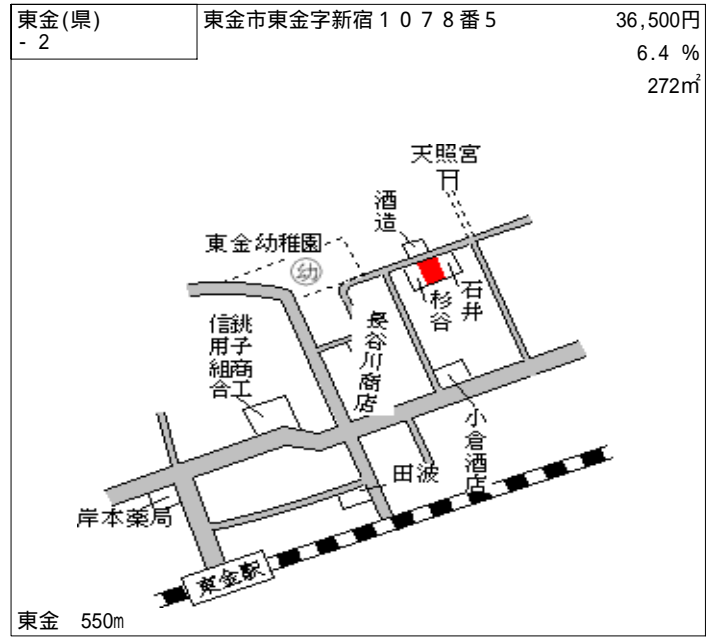 東金(県)
- 2
東金市東金字新宿１０７８番５
36,500円
6.4 %
272㎡
天照宮
酒造
東金幼稚園
幼
石井
杉谷
長谷川商店
銚子商工
信用組合
小倉酒店
田波
岸本薬局
東金駅
東金 550m